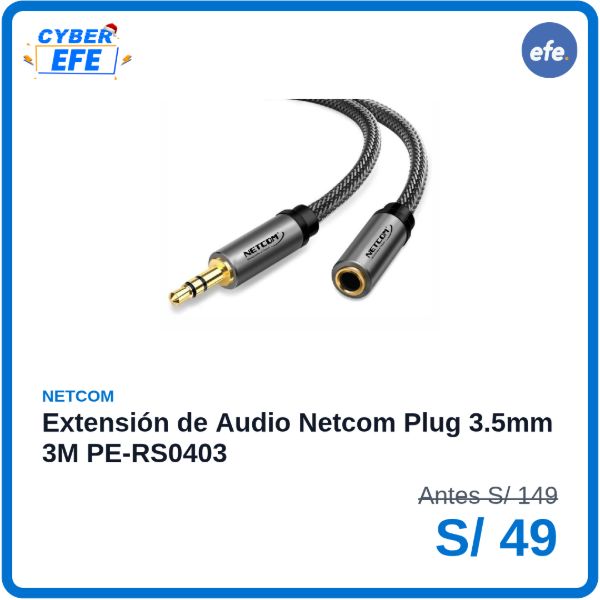 CYBER
EFE
efe.
NETCOM
NETCOM
NETCOM
Extensión de Audio Netcom Plug 3.5mm
3M PE-RS0403
Antes S/ 149
S/ 49